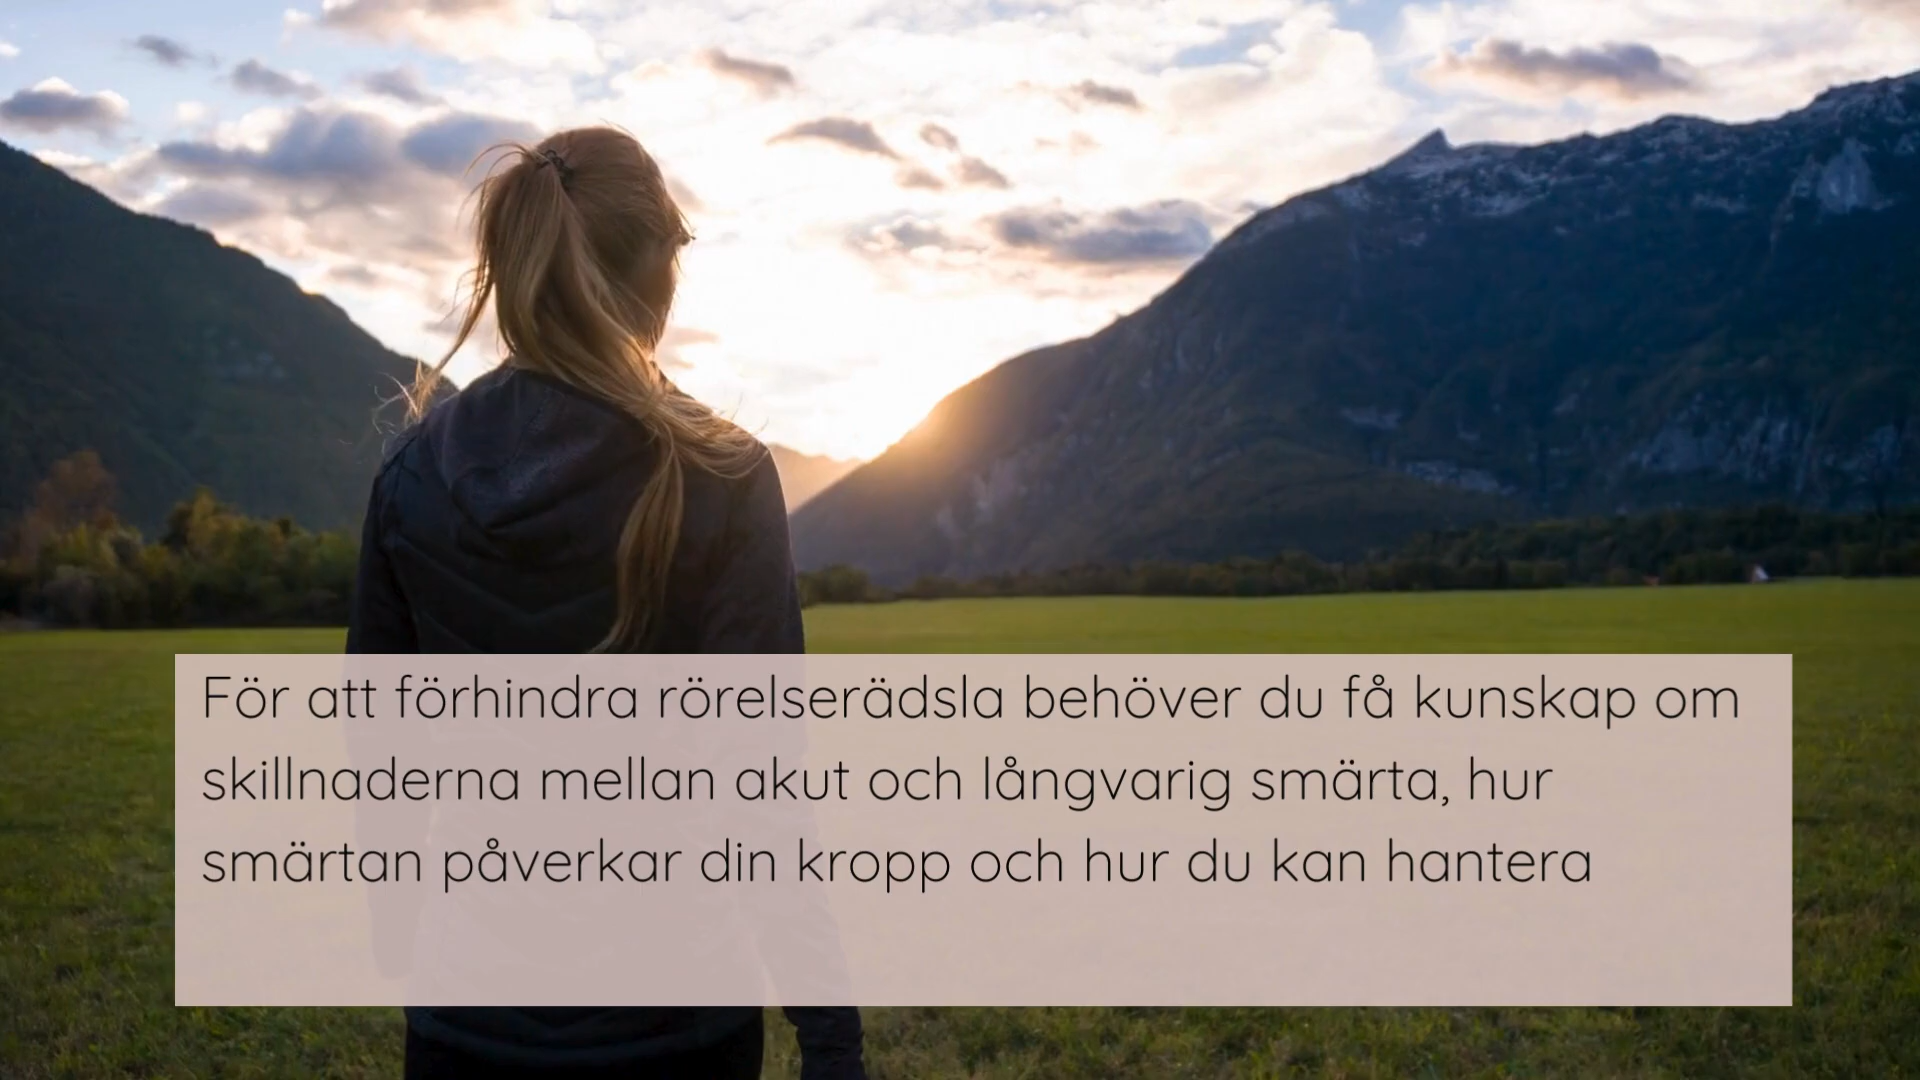 För att förhindra rörelserädsla behöver du få kunskap om
skillnaderna mellan akut och långvarig smärta, hur
smärtan påverkar din kropp och hur du kan hantera